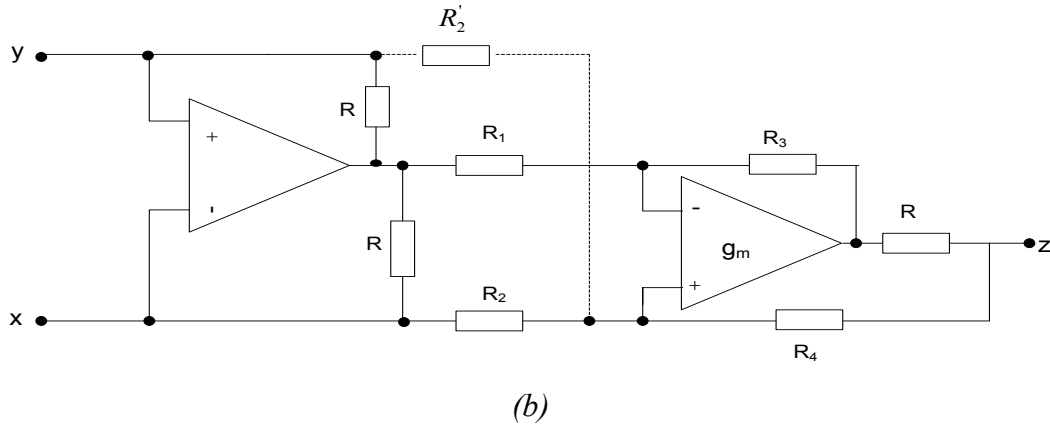 R'₂
y
R
+
-
R₁
R₃
R
-
gₘ
+
R
z
x
R₂
R₄
(b)